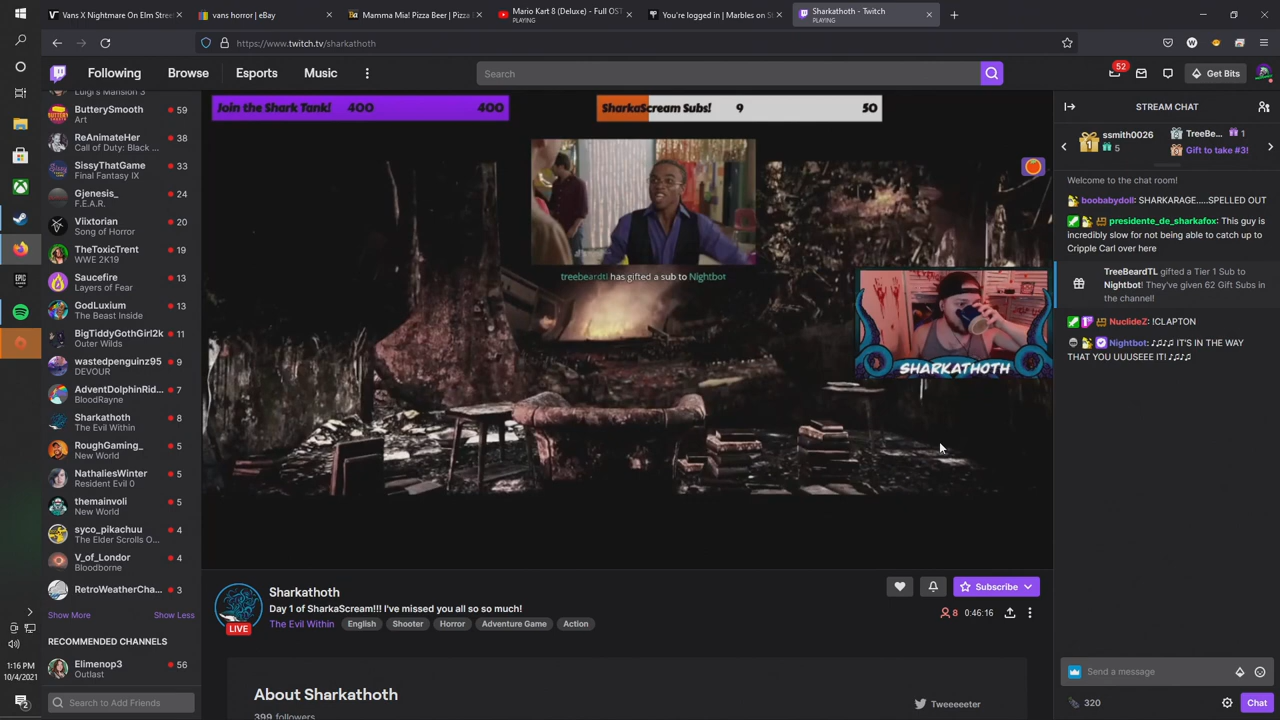 Vans X Nightmare On Elm Street
vans horror | eBay
Mamma Mia! Pizza Beer | Pizza
Mario Kart 8 (Deluxe) - Full OST
PLAYING
You're logged in | Marbles on S
Sharkathoth - Twitch
PLAYING
https://www.twitch.tv/sharkathoth
Following
Browse
Esports
Music
Search
52
Get Bits
Luigi's Mansion 3
ButterySmooth
59
Art
ReAnimateHer
38
Call of Duty: Black ...
SissyThatGame
33
Final Fantasy IX
Gjenesis_
24
F.E.A.R.
Viixtorian
20
Song of Horror
TheToxicTrent
19
WWE 2K19
Saucefire
13
Layers of Fear
GodLuxium
13
The Beast Inside
BigTiddyGothGirl2k
11
Outer Wilds
wastedpenguinz95
9
DEVOUR
AdventDolphinRid...
7
BloodRayne
Sharkathoth
8
The Evil Within
RoughGaming_
5
New World
NathaliesWinter
5
Resident Evil 0
themainvoli
5
New World
syco_pikachuu
4
The Elder Scrolls O...
V_of_Londor
4
Bloodborne
RetroWeatherCha...
3
Show More
Show Less
RECOMMENDED CHANNELS
Elimenop3
56
Outlast
Search to Add Friends
EPIC
1:16 PM
10/4/2021
2
Join the Shark Tank! 400 400
SharkaScream Subs! 9 50
treebeardtl has gifted a sub to Nightbot
SHARKATHOTH
LIVE
Sharkathoth
Day 1 of SharkaScream!!! I've missed you all so so much!
The Evil Within
English
Shooter
Horror
Adventure Game
Action
Subscribe
8
0:46:16
About Sharkathoth
399 followers
Tweeeeeter
STREAM CHAT
1
ssmith0026
5
TreeBe...
1
Gift to take #3!
Welcome to the chat room!
boobabydoll: SHARKARAGE.....SPELLED OUT
presidente_de_sharkafox: This guy is
incredibly slow for not being able to catch up to
Cripple Carl over here
TreeBeardTL gifted a Tier 1 Sub to
Nightbot! They've given 62 Gift Subs in
the channel!
NuclideZ: !CLAPTON
Nightbot: ♫♫♫ IT'S IN THE WAY
THAT YOU UUUSEEE IT! ♫♫♫
Send a message
320
Chat